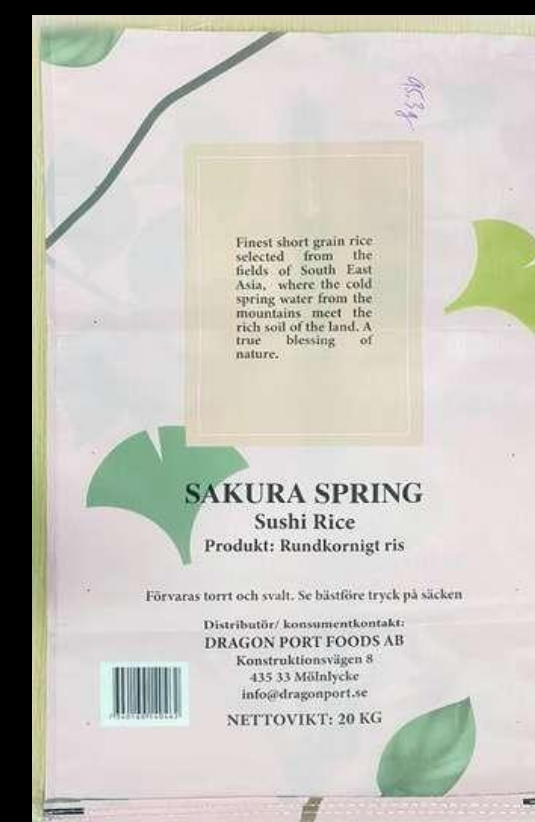 95.3g
Finest short grain rice
selected from the
fields of South East
Asia, where the cold
spring water from the
mountains meet the
rich soil of the land. A
true blessing of
nature.
SAKURA SPRING
Sushi Rice
Produkt: Rundkornigt ris
Förvaras torrt och svalt. Se bästföre tryck på säcken
Distributör/ konsumentkontakt:
DRAGON PORT FOODS AB
Konstruktionsvägen 8
435 33 Mölnlycke
info@dragonport.se
NETTOVIKT: 20 KG